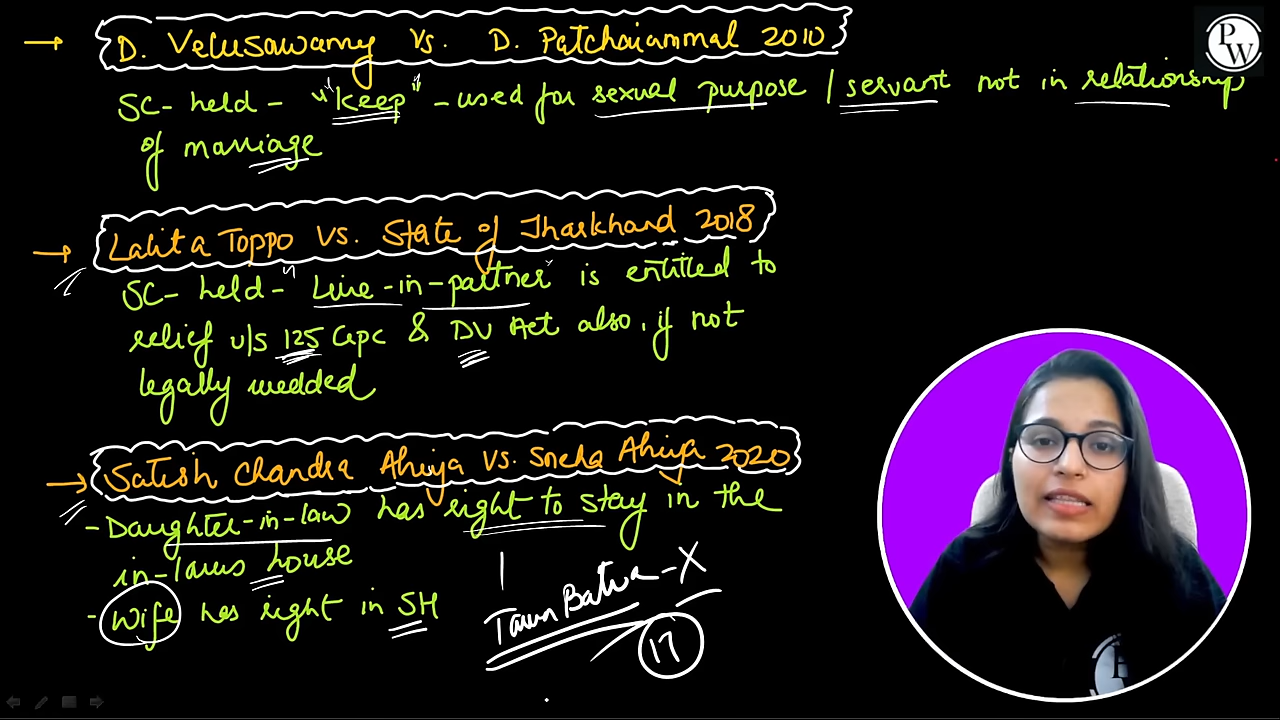 → D. Velusawamy Vs. D. Patchaiammal 2010
PW
SC- held - "Keep" - used for sexual purpose / servant not in relationship
of marriage
→ Lalita Toppo VS. State of Jharkhand 2018
SC- held - "Live-in-partner" is entitled to
relief u/s 125 CrPC & DV Act also, if not
legally wedded
→ Satish Chandra Ahuja VS. Sneha Ahuja 2020
- Daughter-in-law has right to stay in the
in-laws house
- Wife has right in SH
Tarun Batra - X
17